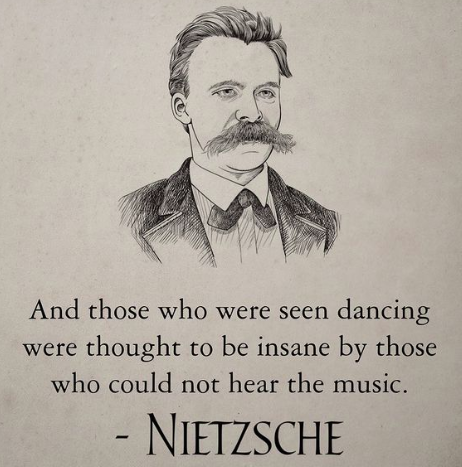 And those who were seen dancing
were thought to be insane by those
who could not hear the music.
- NIETZSCHE